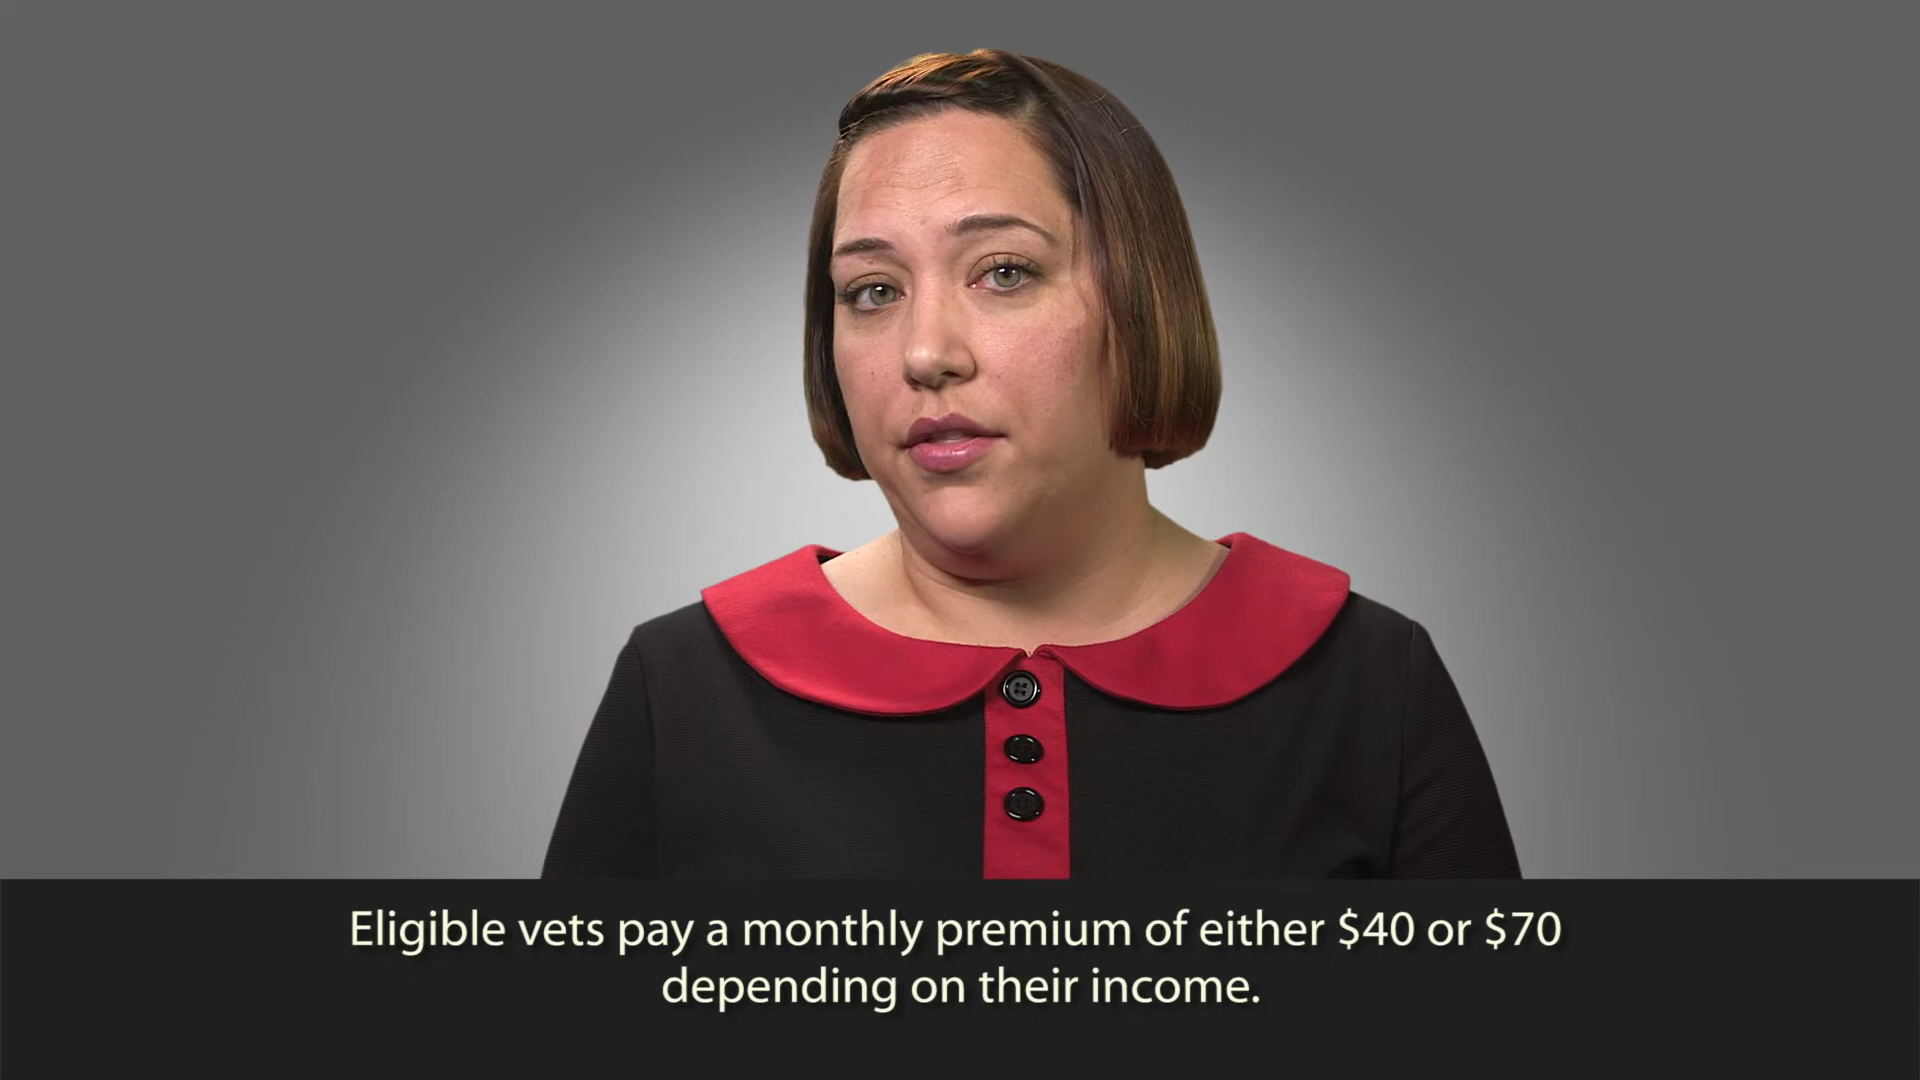 Eligible vets pay a monthly premium of either $40 or $70
depending on their income.